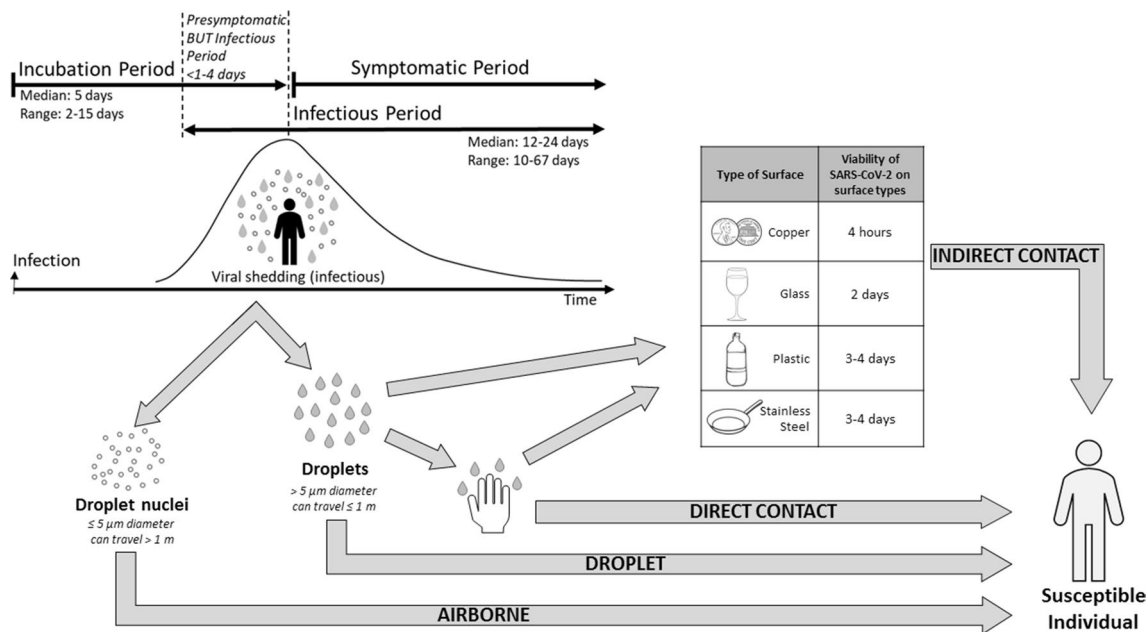 Presymptomatic
BUT Infectious
Period
<1-4 days
Incubation Period
Symptomatic Period
Median: 5 days
Range: 2-15 days
Infectious Period
Median: 12-24 days
Range: 10-67 days
Infection
Viral shedding (infectious)
Time
Type of Surface
Viability of
SARS-CoV-2 on
surface types
Copper
4 hours
Glass
2 days
Plastic
3-4 days
Stainless
Steel
3-4 days
INDIRECT CONTACT
Droplet nuclei
≤ 5 µm diameter
can travel > 1 m
Droplets
> 5 µm diameter
can travel ≤ 1 m
DIRECT CONTACT
DROPLET
AIRBORNE
Susceptible
Individual